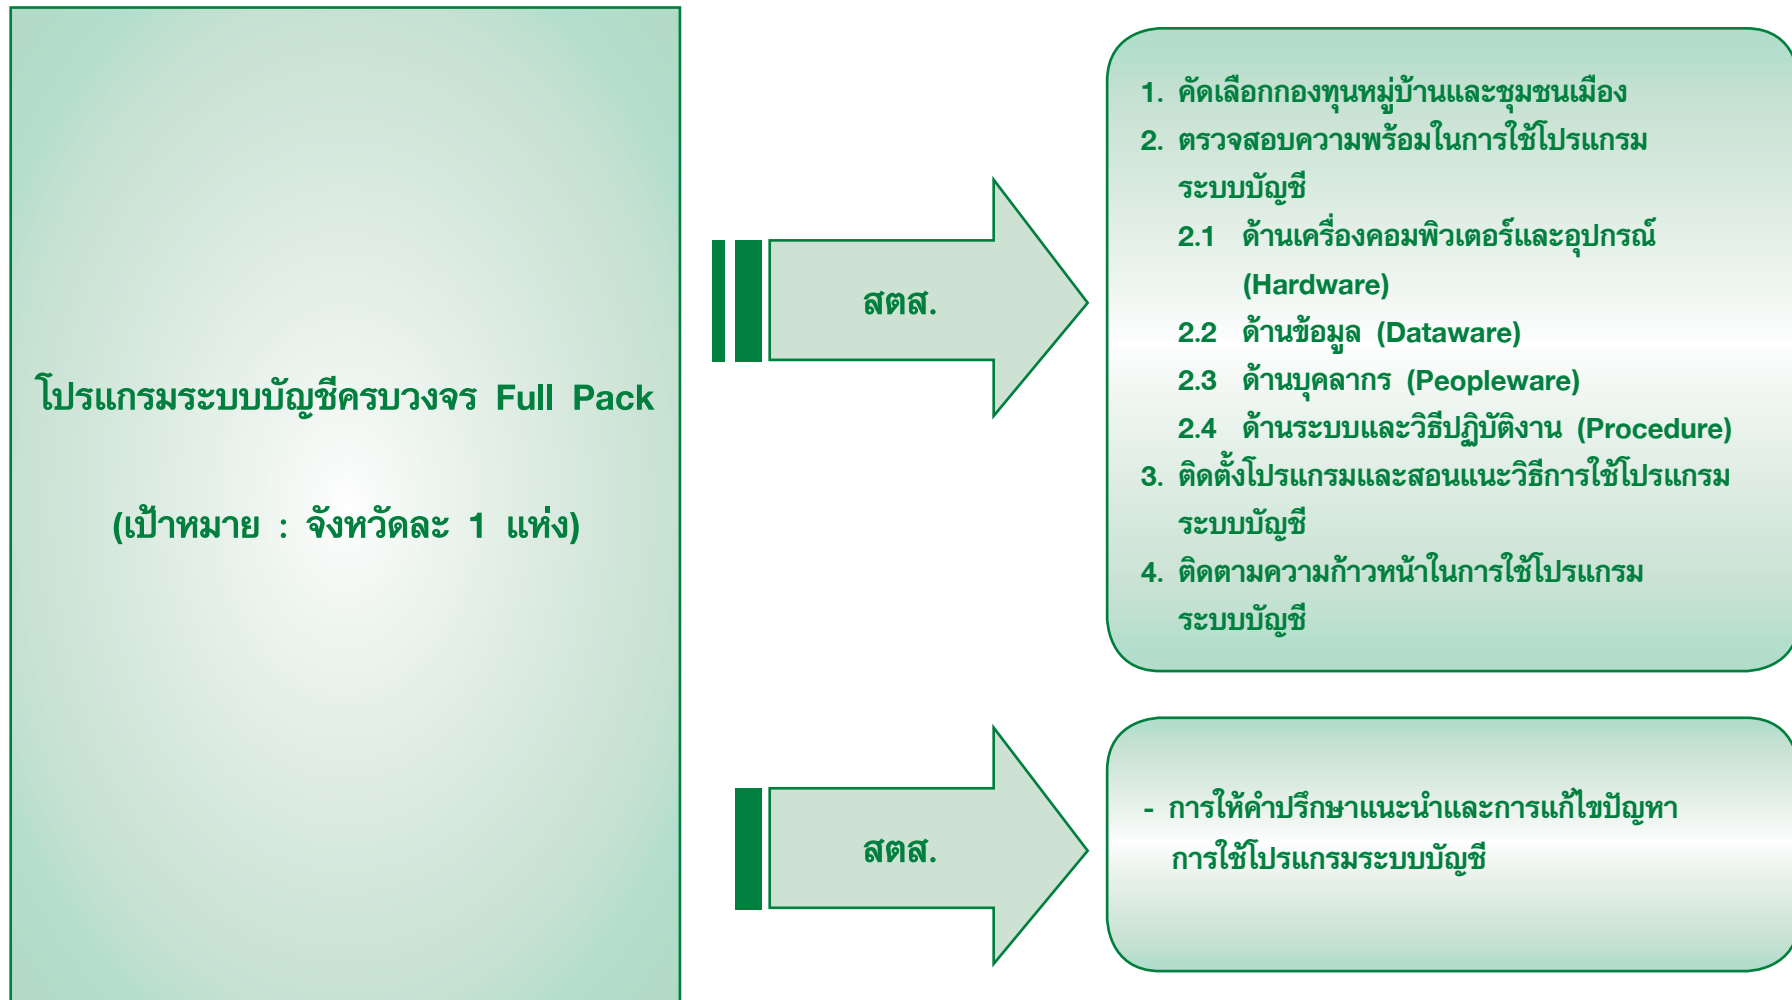 โปรแกรมระบบบัญชีครบวงจร Full Pack
(เป้าหมาย : จังหวัดละ 1 แห่ง)
สตส.
1. คัดเลือกกองทุนหมู่บ้านและชุมชนเมือง
2. ตรวจสอบความพร้อมในการใช้โปรแกรม
ระบบบัญชี
2.1 ด้านเครื่องคอมพิวเตอร์และอุปกรณ์
(Hardware)
2.2 ด้านข้อมูล (Dataware)
2.3 ด้านบุคลากร (Peopleware)
2.4 ด้านระบบและวิธีปฏิบัติงาน (Procedure)
3. ติดตั้งโปรแกรมและสอนแนะวิธีการใช้โปรแกรม
ระบบบัญชี
4. ติดตามความก้าวหน้าในการใช้โปรแกรม
ระบบบัญชี
สตส.
- การให้คำปรึกษาแนะนำและการแก้ไขปัญหา
การใช้โปรแกรมระบบบัญชี